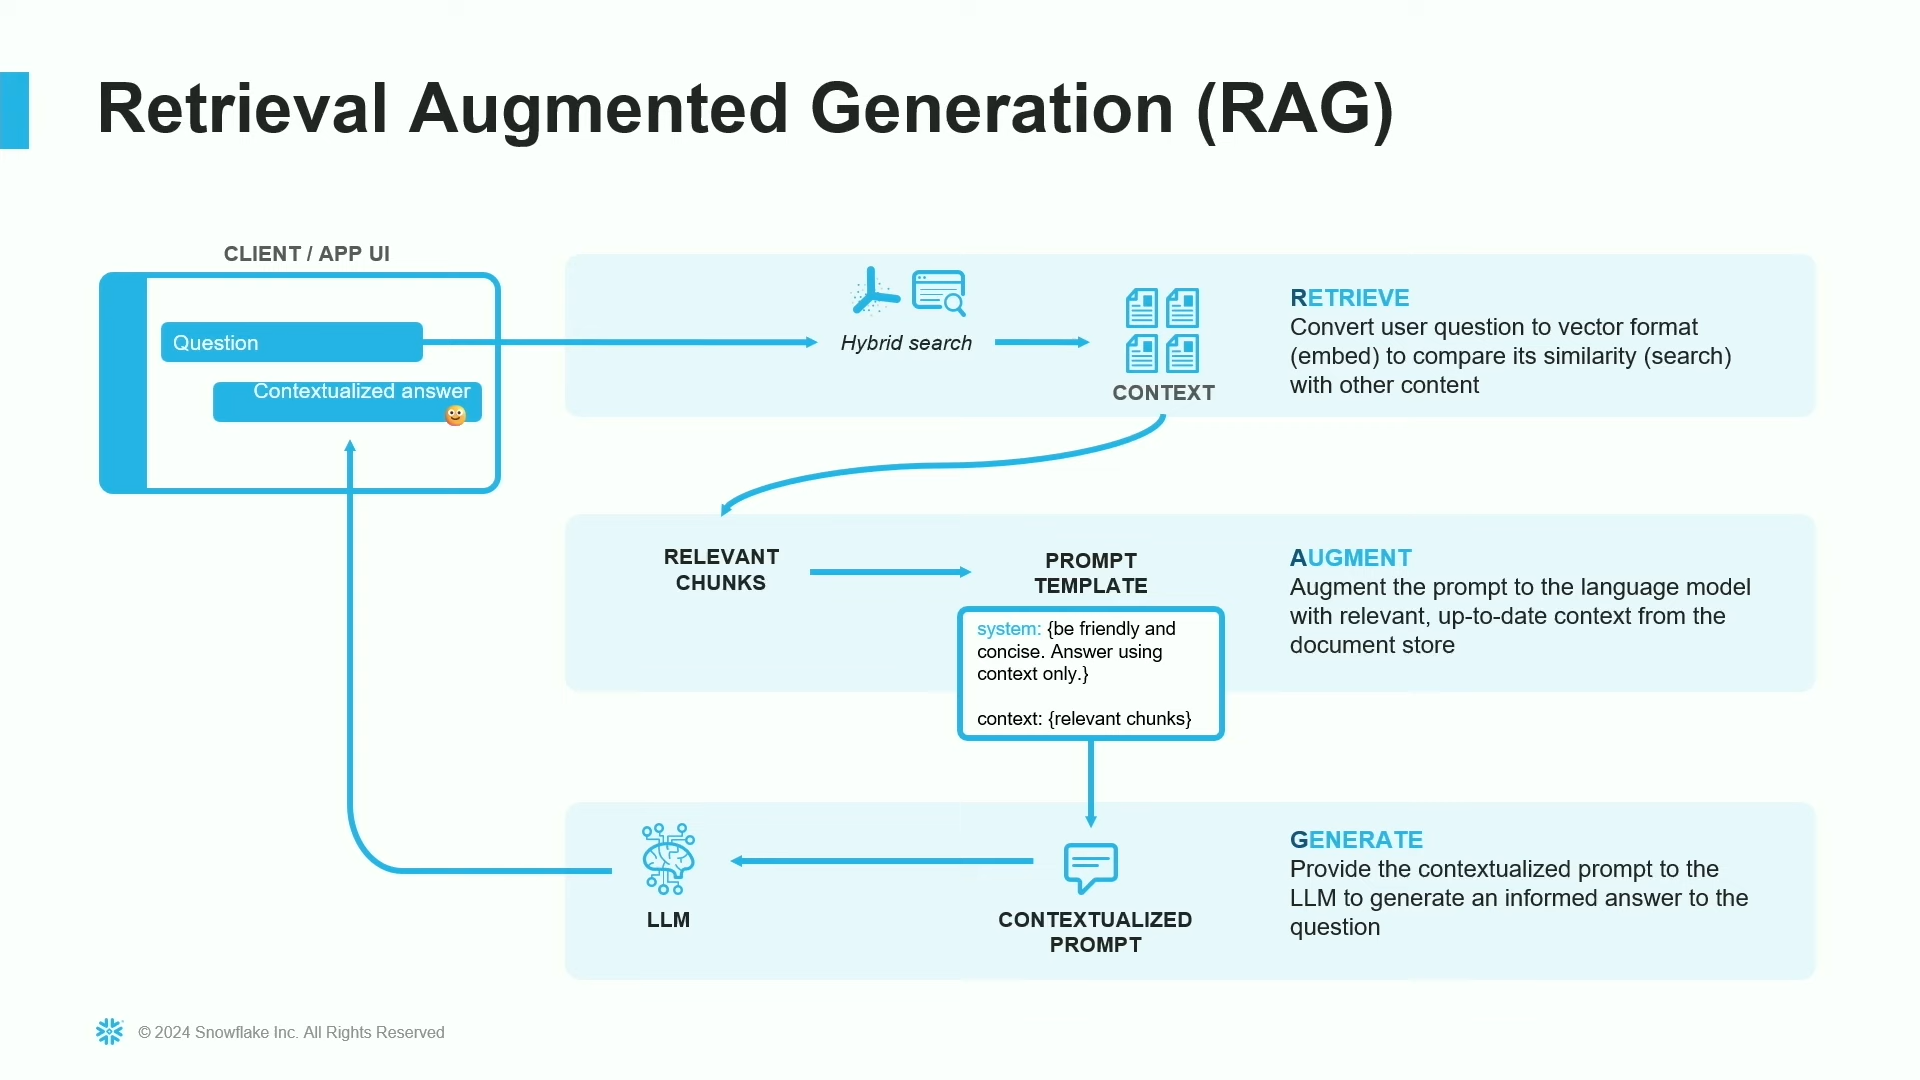 Retrieval Augmented Generation (RAG)
CLIENT / APP UI
Question
Contextualized answer
Hybrid search
CONTEXT
RETRIEVE
Convert user question to vector format
(embed) to compare its similarity (search)
with other content
RELEVANT
CHUNKS
PROMPT
TEMPLATE
system: {be friendly and
concise. Answer using
context only.}
context: {relevant chunks}
AUGMENT
Augment the prompt to the language model
with relevant, up-to-date context from the
document store
LLM
CONTEXTUALIZED
PROMPT
GENERATE
Provide the contextualized prompt to the
LLM to generate an informed answer to the
question
© 2024 Snowflake Inc. All Rights Reserved